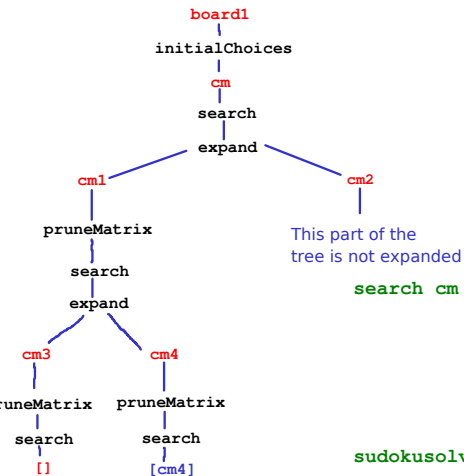 board1
initialChoices
cm
search
expand
cm1 cm2
pruneMatrix
This part of the
tree is not expanded
search
search cm
expand
cm3 cm4
runeMatrix pruneMatrix
search search
sudokusolv
[] [cm4]